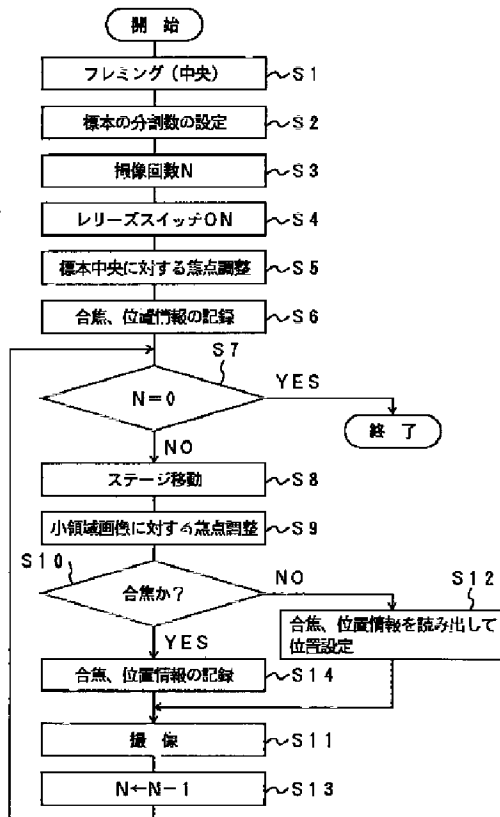 開始
フレミング(中央)
S1
標本の分割数の設定
S2
撮像回数N
S3
レリーズスイッチON
S4
標本中央に対する焦点調整
S5
合焦、位置情報の記録
S6
S7
N=0
YES
終了
NO
ステージ移動
S8
小領域画像に対する焦点調整
S9
S10
合焦か?
NO
S12
合焦、位置情報を読み出して
位置設定
YES
合焦、位置情報の記録
S14
撮像
S11
N←N-1
S13